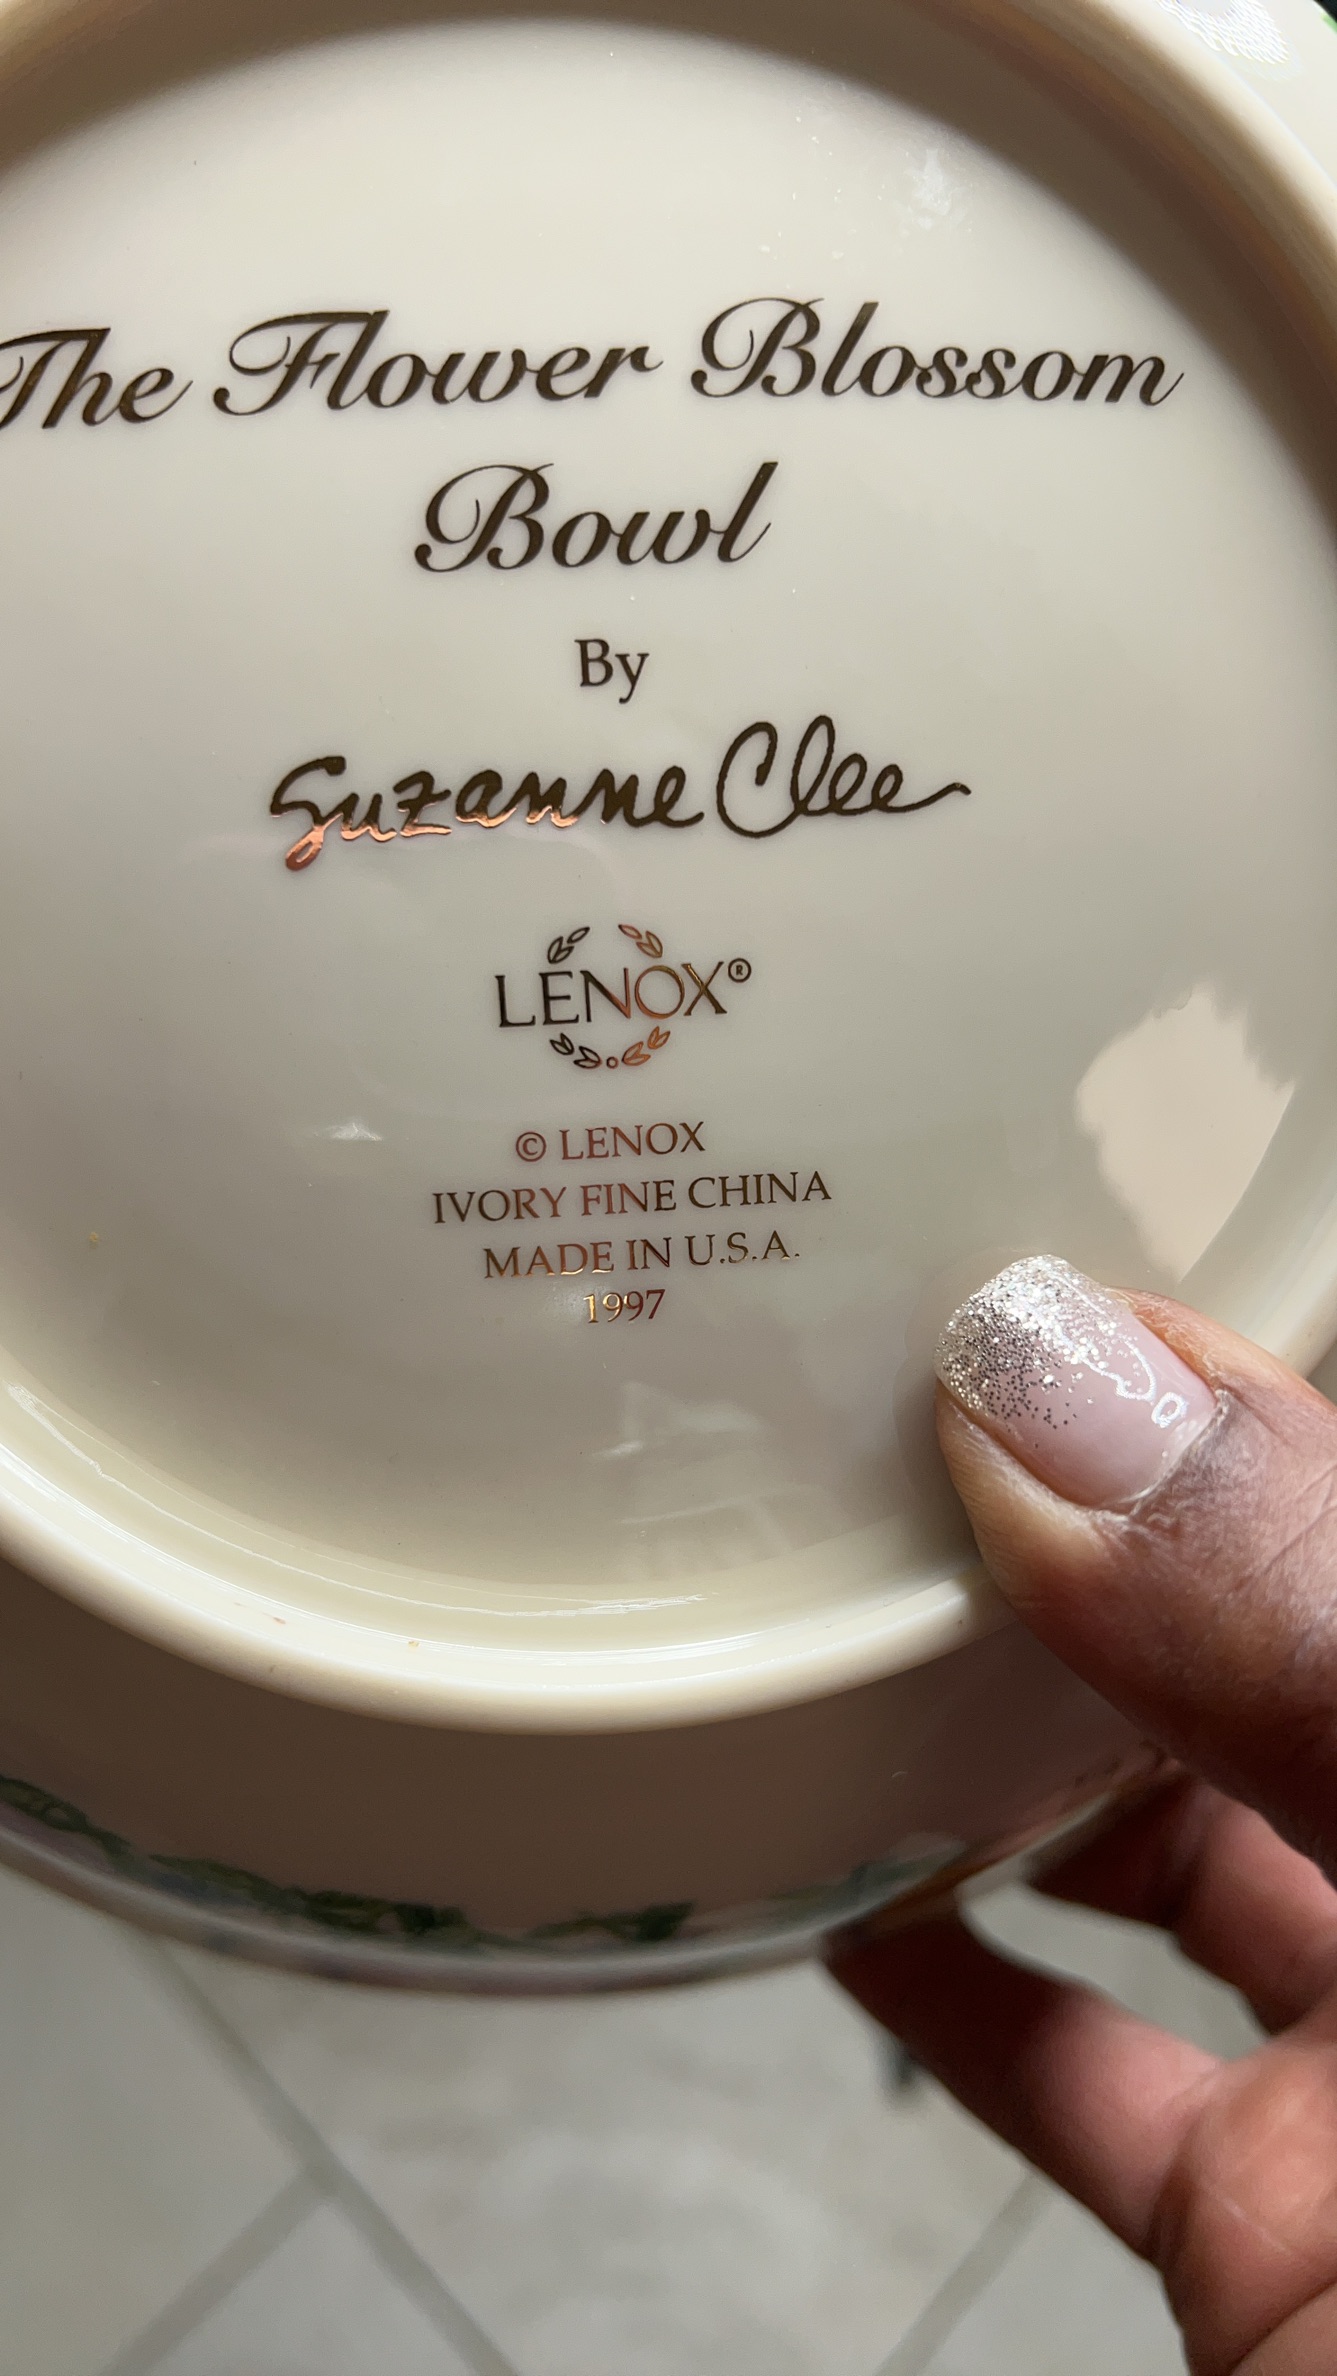 The Flower Blossom
Bowl
By
Suzanne Clee
LENOX®
© LENOX
IVORY FINE CHINA
MADE IN U.S.A.
1997